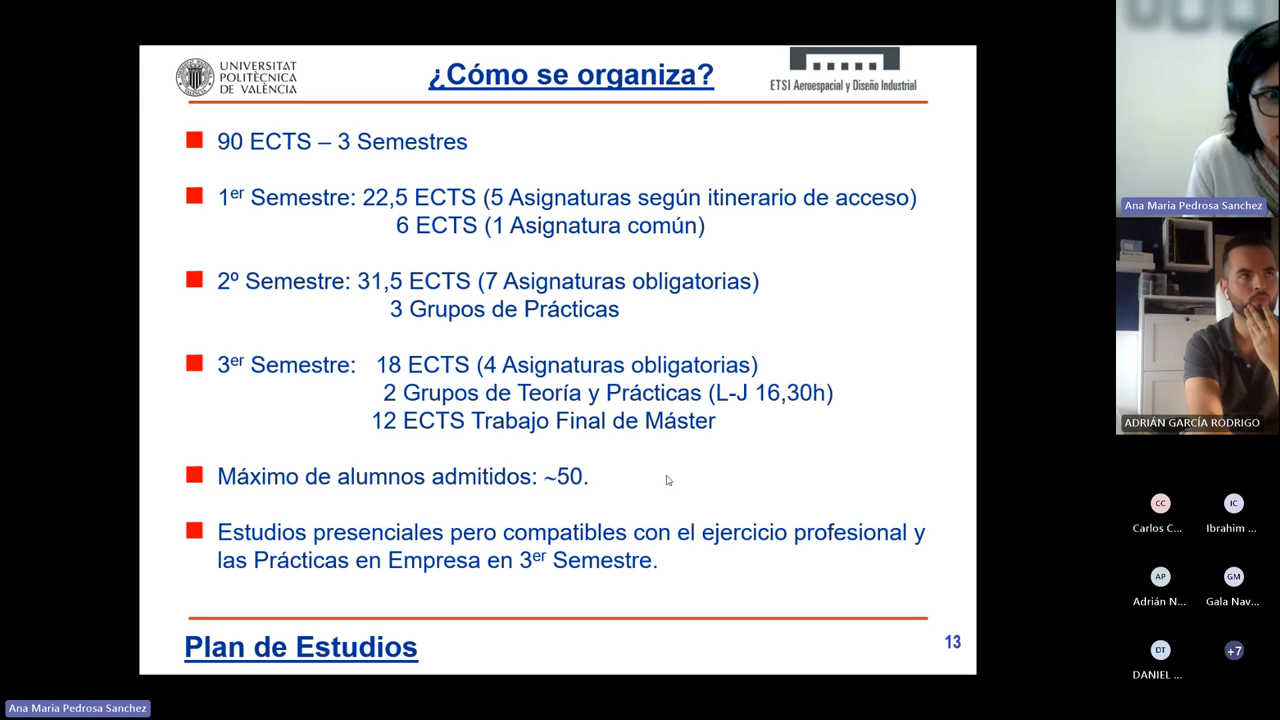 UNIVERSITAT
POLITÈCNICA
DE VALÈNCIA
¿Cómo se organiza?
ETSI Aeroespacial y Diseño Industrial
90 ECTS – 3 Semestres
1er Semestre: 22,5 ECTS (5 Asignaturas según itinerario de acceso)
6 ECTS (1 Asignatura común)
2º Semestre: 31,5 ECTS (7 Asignaturas obligatorias)
3 Grupos de Prácticas
3er Semestre: 18 ECTS (4 Asignaturas obligatorias)
2 Grupos de Teoría y Prácticas (L-J 16,30h)
12 ECTS Trabajo Final de Máster
Máximo de alumnos admitidos: ~50.
Estudios presenciales pero compatibles con el ejercicio profesional y
las Prácticas en Empresa en 3er Semestre.
Plan de Estudios
13
Ana Maria Pedrosa Sanchez
Ana Maria Pedrosa Sanchez
ADRIÁN GARCÍA RODRIGO
CC
IC
Carlos C...
Ibrahim ...
AP
GM
Adrián N...
Gala Nav...
DT
+7
DANIEL ...